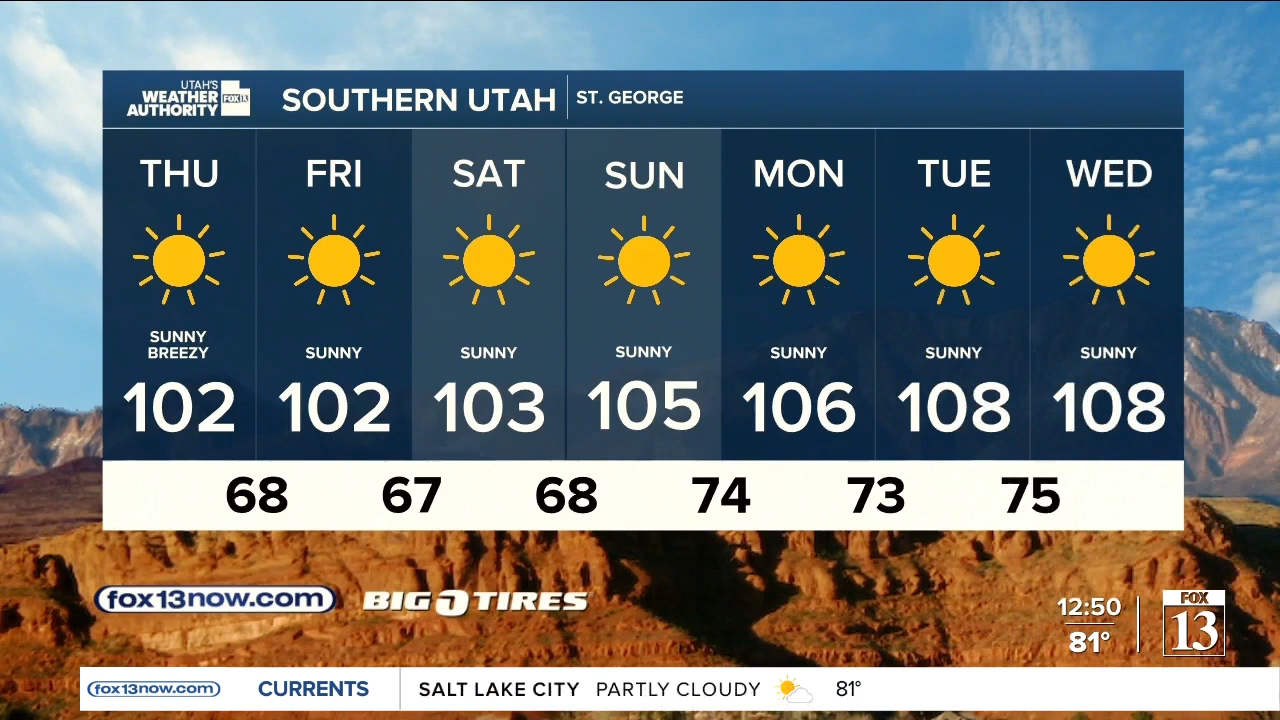 UTAH'S
WEATHER
AUTHORITY
FOX 13
SOUTHERN UTAH
ST. GEORGE
THU FRI SAT SUN MON TUE WED
SUNNY
BREEZY SUNNY SUNNY SUNNY SUNNY SUNNY SUNNY
102 102 103 105 106 108 108
68 67 68 74 73 75
fox13now.com
BIG O TIRES
12:50
81°
FOX
13
fox13now.com CURRENTS SALT LAKE CITY PARTLY CLOUDY 81°